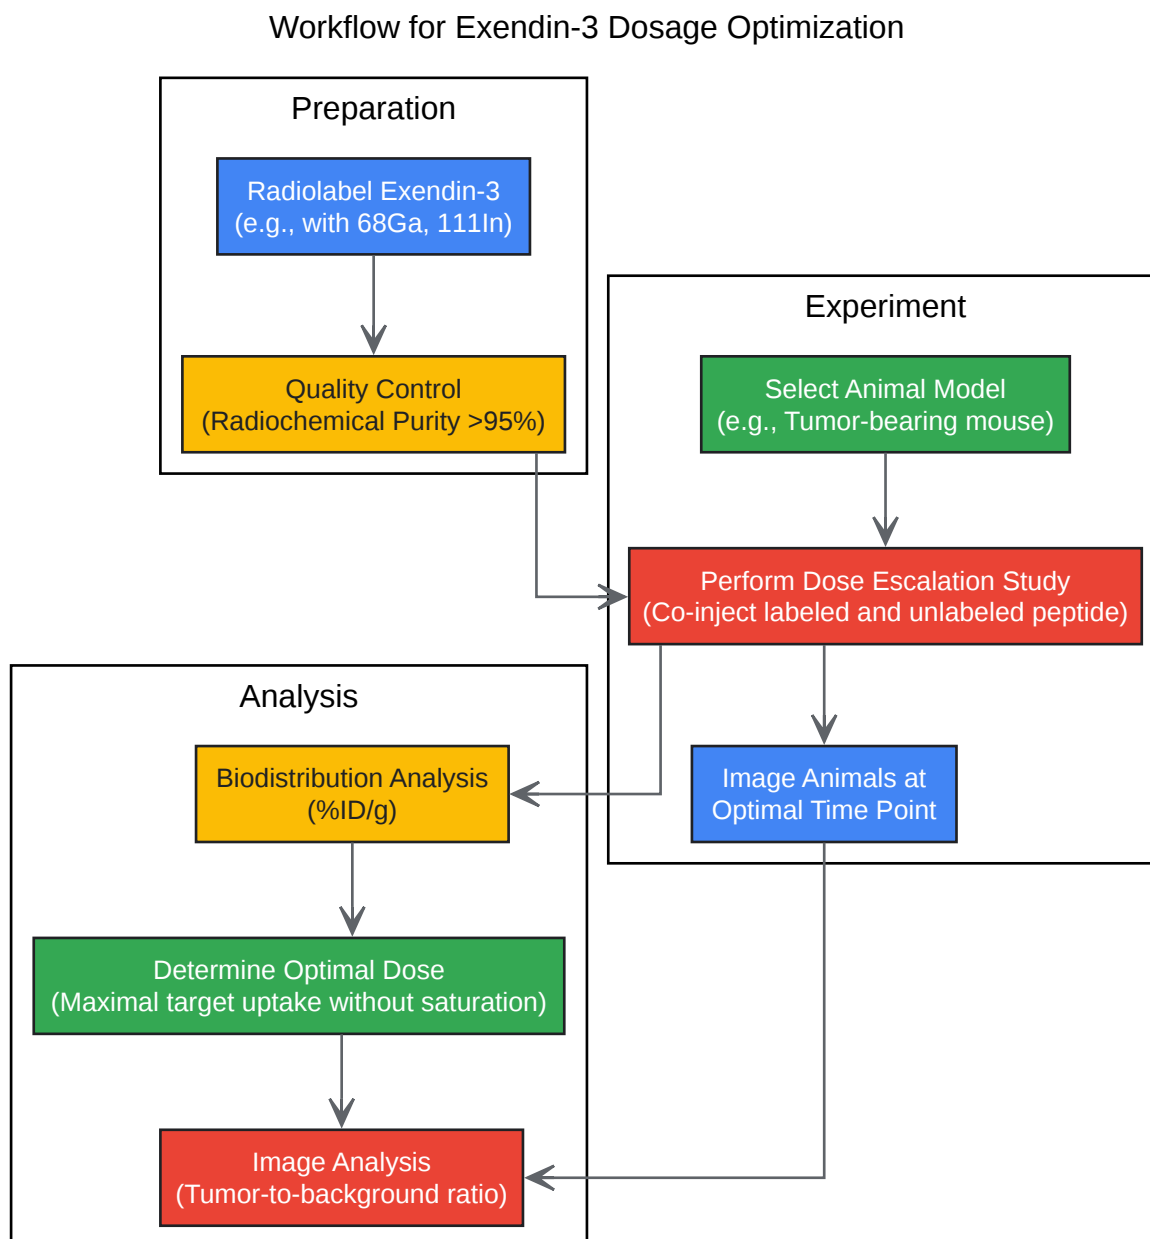 Workflow for Exendin-3 Dosage Optimization
Preparation
Radiolabel Exendin-3
(e.g., with 68Ga, 111In)
Quality Control
(Radiochemical Purity >95%)
Experiment
Select Animal Model
(e.g., Tumor-bearing mouse)
Perform Dose Escalation Study
(Co-inject labeled and unlabeled peptide)
Image Animals at
Optimal Time Point
Analysis
Biodistribution Analysis
(%ID/g)
Determine Optimal Dose
(Maximal target uptake without saturation)
Image Analysis
(Tumor-to-background ratio)